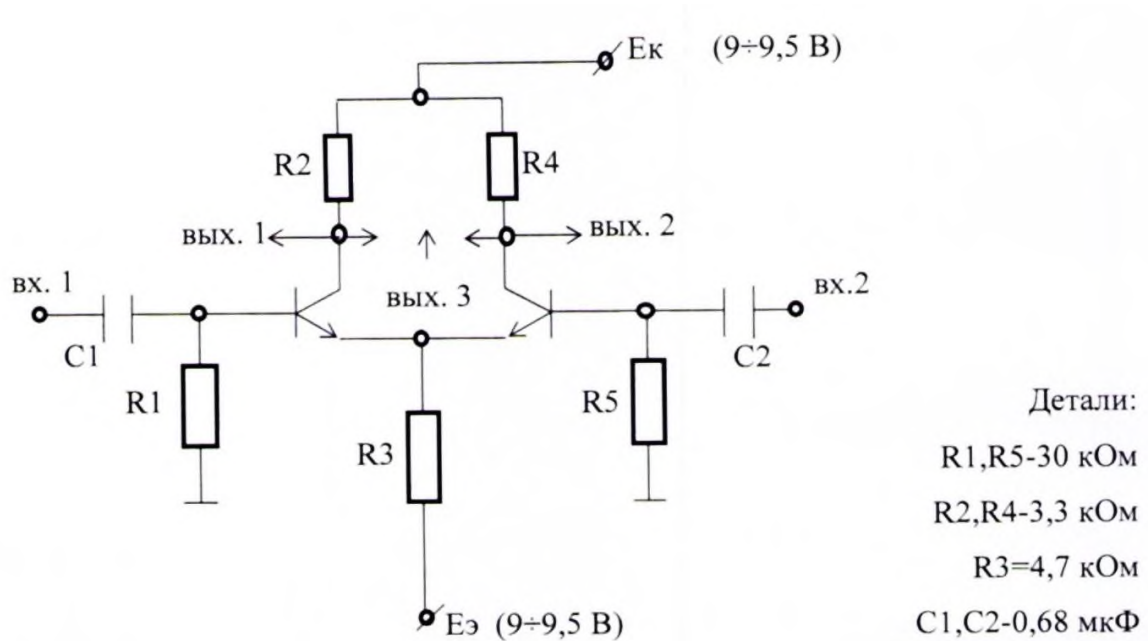 Ек (9÷9,5 В)
R2
R4
вых. 1
вых. 2
вх. 1
вых. 3
вх.2
C1
C2
R1
R5
R3
Детали:
R1,R5-30 кОм
R2,R4-3,3 кОм
R3=4,7 кОм
Eэ (9÷9,5 В)
C1,C2-0,68 мкФ